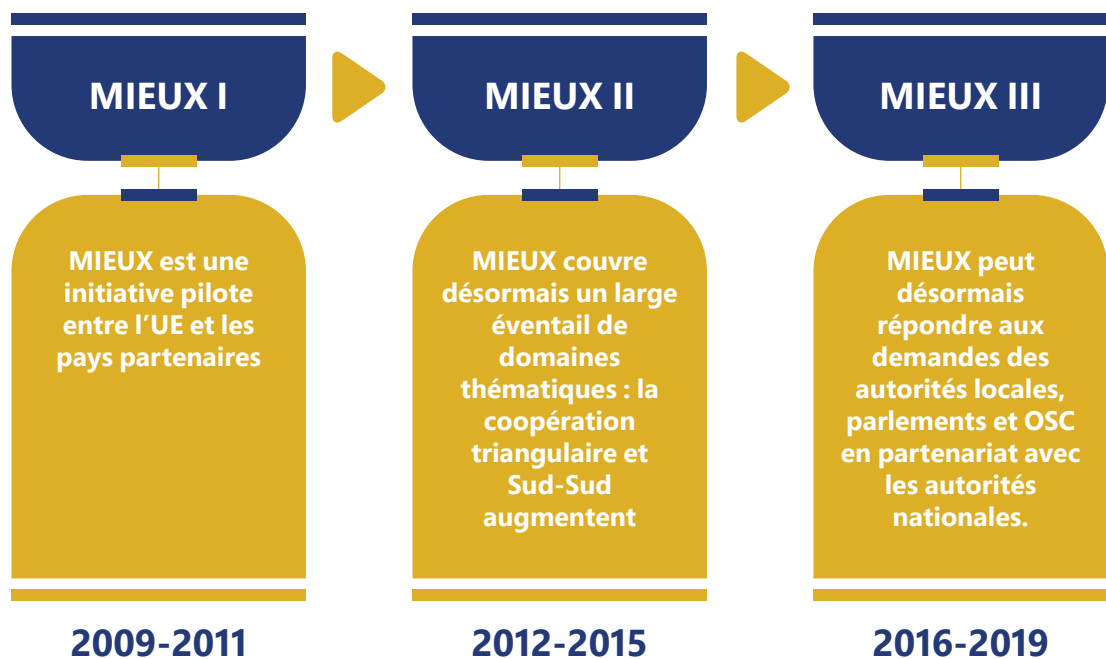 MIEUX I
MIEUX est une
initiative pilote
entre l’UE et les
pays partenaires
2009-2011
MIEUX II
MIEUX couvre
désormais un large
éventail de
domaines
thématiques : la
coopération
triangulaire et
Sud-Sud
augmentent
2012-2015
MIEUX III
MIEUX peut
désormais
répondre aux
demandes des
autorités locales,
parlements et OSC
en partenariat avec
les autorités
nationales.
2016-2019